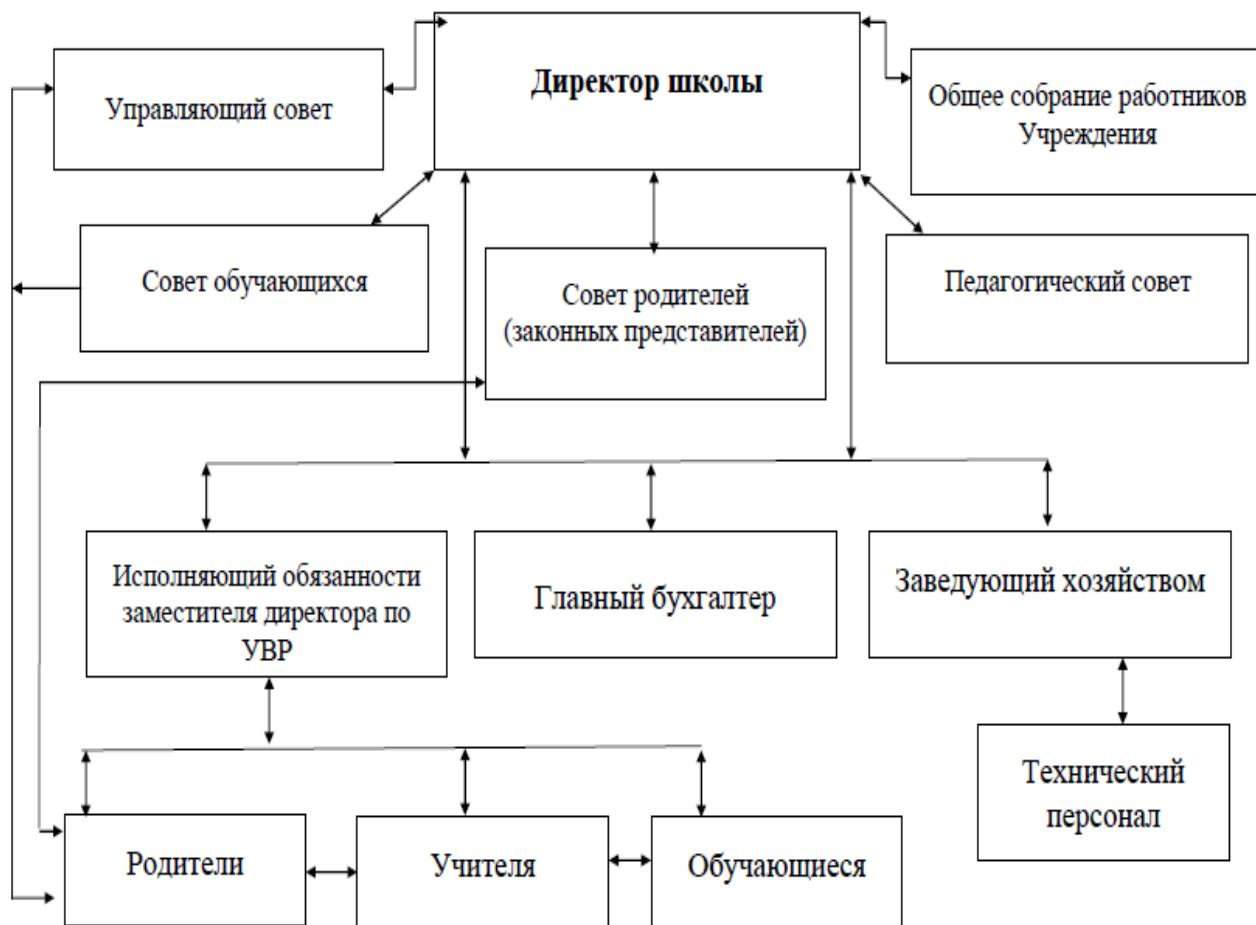 Директор школы
Управляющий совет
Общее собрание работников
Учреждения
Совет обучающихся
Совет родителей
(законных представителей)
Педагогический совет
Исполняющий обязанности
заместителя директора по
УВР
Главный бухгалтер
Заведующий хозяйством
Технический
персонал
Родители
Учителя
Обучающиеся